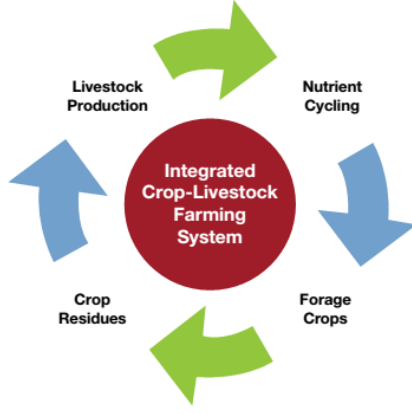 Livestock
Production
Nutrient
Cycling
Integrated
Crop-Livestock
Farming
System
Crop
Residues
Forage
Crops